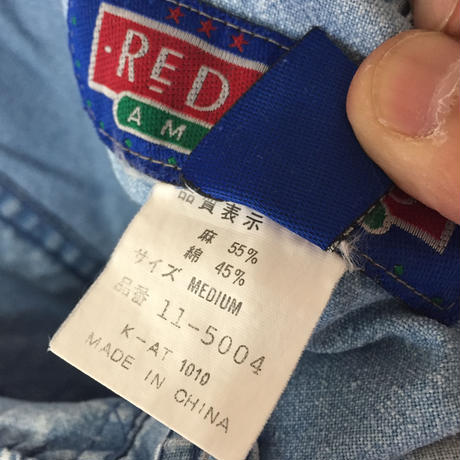 RED
AM
品質表示
麻 55%
綿 45%
サイズ MEDIUM
品番 11-5004
K-AT 1010
MADE IN CHINA